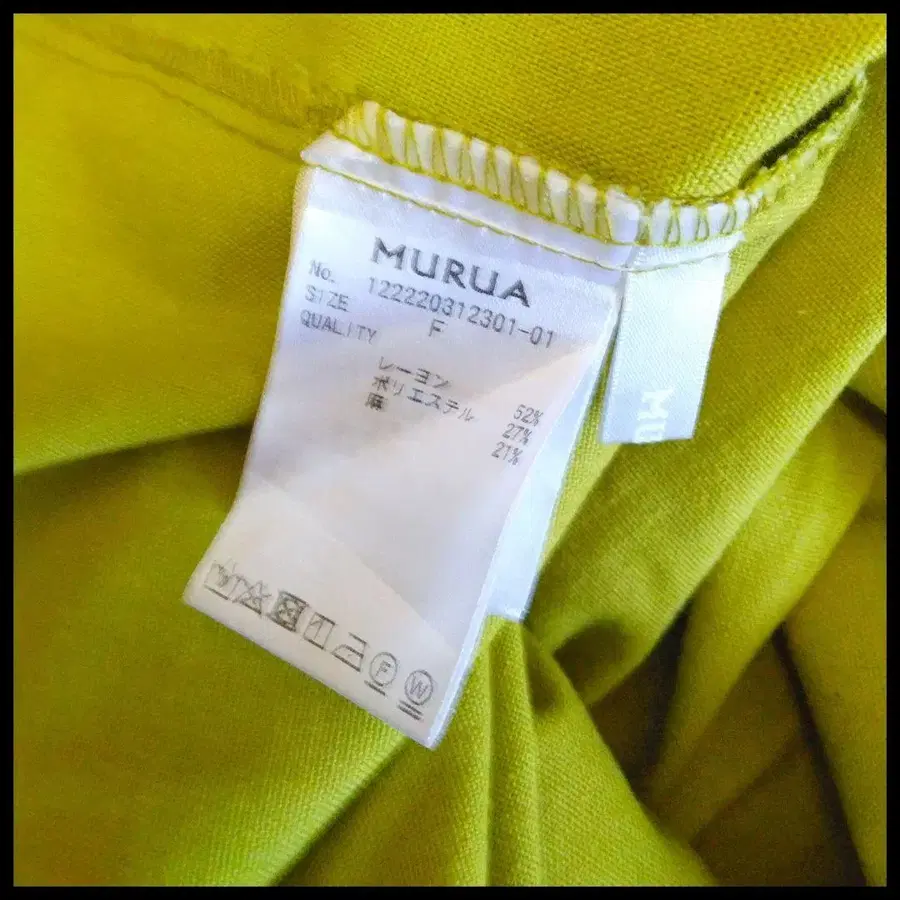 MURUA
No. 122220312301-01
SIZE F
QUALITY
レーヨン 52%
ポリエステル 27%
麻 21%
F
W
MU